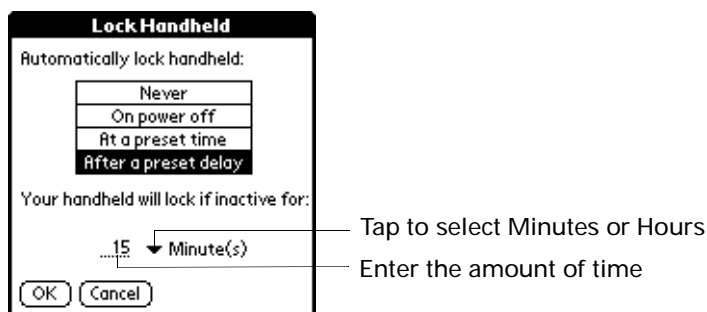 Lock Handheld
Automatically lock handheld:
Never
On power off
At a preset time
After a preset delay
Your handheld will lock if inactive for:
15 Minute(s)
Tap to select Minutes or Hours
Enter the amount of time
OK Cancel